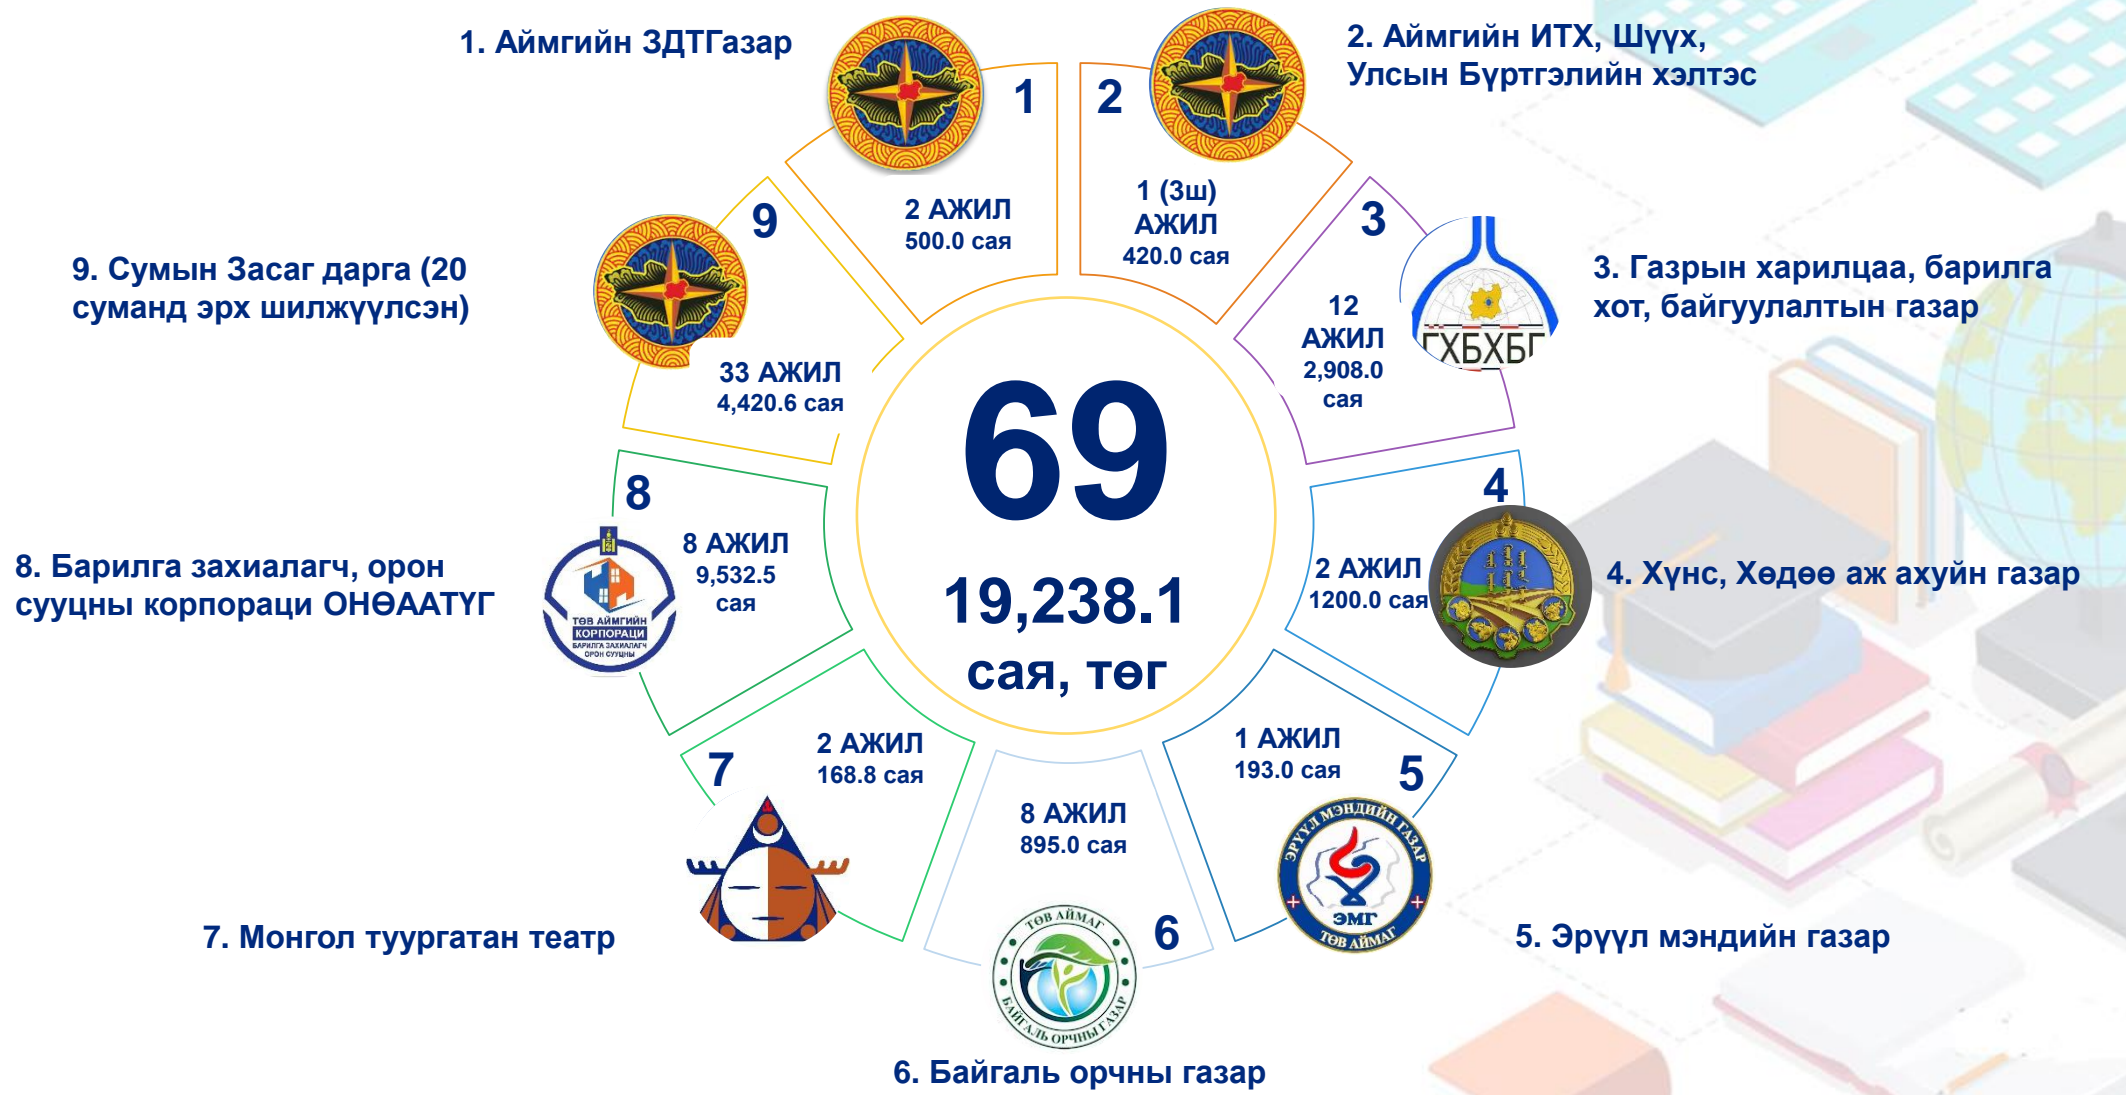 1. Аймгийн ЗДТГазар
2. Аймгийн ИТХ, Шүүх,
Улсын Бүртгэлийн хэлтэс
1
2 АЖИЛ
500.0 сая
2
1 (3ш)
АЖИЛ
420.0 сая
9. Сумын Засаг дарга (20
суманд эрх шилжүүлсэн)
9
33 АЖИЛ
4,420.6 сая
3
12
АЖИЛ
2,908.0
сая
ГХБХБГ
3. Газрын харилцаа, барилга
хот, байгуулалтын газар
69
19,238.1
сая, төг
8. Барилга захиалагч, орон
сууцны корпораци ОНӨААТҮГ
8
8 АЖИЛ
9,532.5
сая
ТӨВ АЙМГИЙН
КОРПОРАЦИ
БАРИЛГА ЗАХИАЛАГЧ
ОРОН СУУЦНЫ
4
2 АЖИЛ
1200.0 сая
4. Хүнс, Хөдөө аж ахуйн газар
7
2 АЖИЛ
168.8 сая
7. Монгол туургатан театр
8 АЖИЛ
895.0 сая
6
ТӨВ АЙМАГ
БАЙГАЛЬ ОРЧНЫ ГАЗАР
6. Байгаль орчны газар
1 АЖИЛ
193.0 сая
5
ЭРҮҮЛ МЭНДИЙН ГАЗАР
ЭМГ
ТӨВ АЙМАГ
5. Эрүүл мэндийн газар